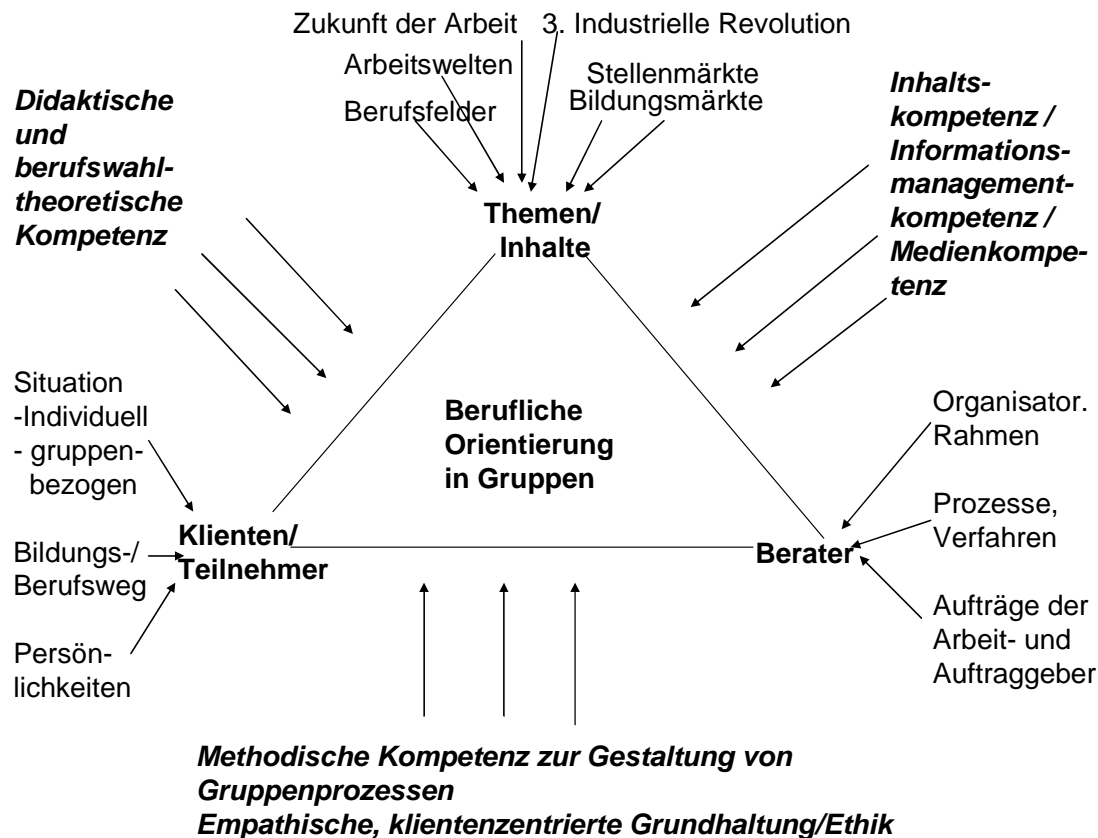 Zukunft der Arbeit 3. Industrielle Revolution
Arbeitswelten
Stellenmärkte
Berufsfelder
Bildungsmärkte
Didaktische
und
berufswahl-
theoretische
Kompetenz
Inhalts-
kompetenz /
Informations-
management-
kompetenz /
Medienkompe-
tenz
Themen/
Inhalte
Situation
-Individuell
- gruppen-
bezogen
Berufliche
Orientierung
in Gruppen
Organisator.
Rahmen
Klienten/
Teilnehmer
Berater
Prozesse,
Verfahren
Bildungs-/
Berufsweg
Aufträge der
Arbeit- und
Auftraggeber
Persön-
lichkeiten
Methodische Kompetenz zur Gestaltung von
Gruppenprozessen
Empathische, klientenzentrierte Grundhaltung/Ethik